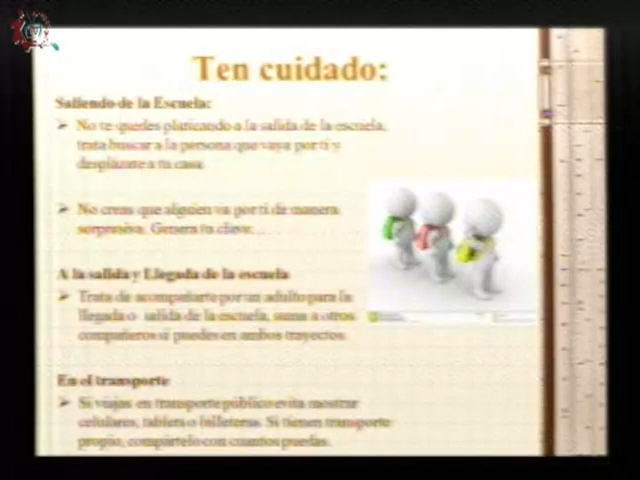 Ten cuidado:
Saliendo de la Escuela:
No te quedes platicando a la salida de la escuela,
trata buscar a la persona que vaya por ti y
desplázate a tu casa.
No creas que alguien va por ti de manera
sorpresiva. Genera tu clave...
A la salida y Llegada de la escuela
Trata de acompañarte por un adulto para la
llegada o salida de la escuela, suma a otros
compañeros si puedes en ambos trayectos.
En el transporte
Si viajas en transporte público evita mostrar
celulares, tablets o billeteras. Si tienen transporte
propio, compártelo con cuantos puedas.